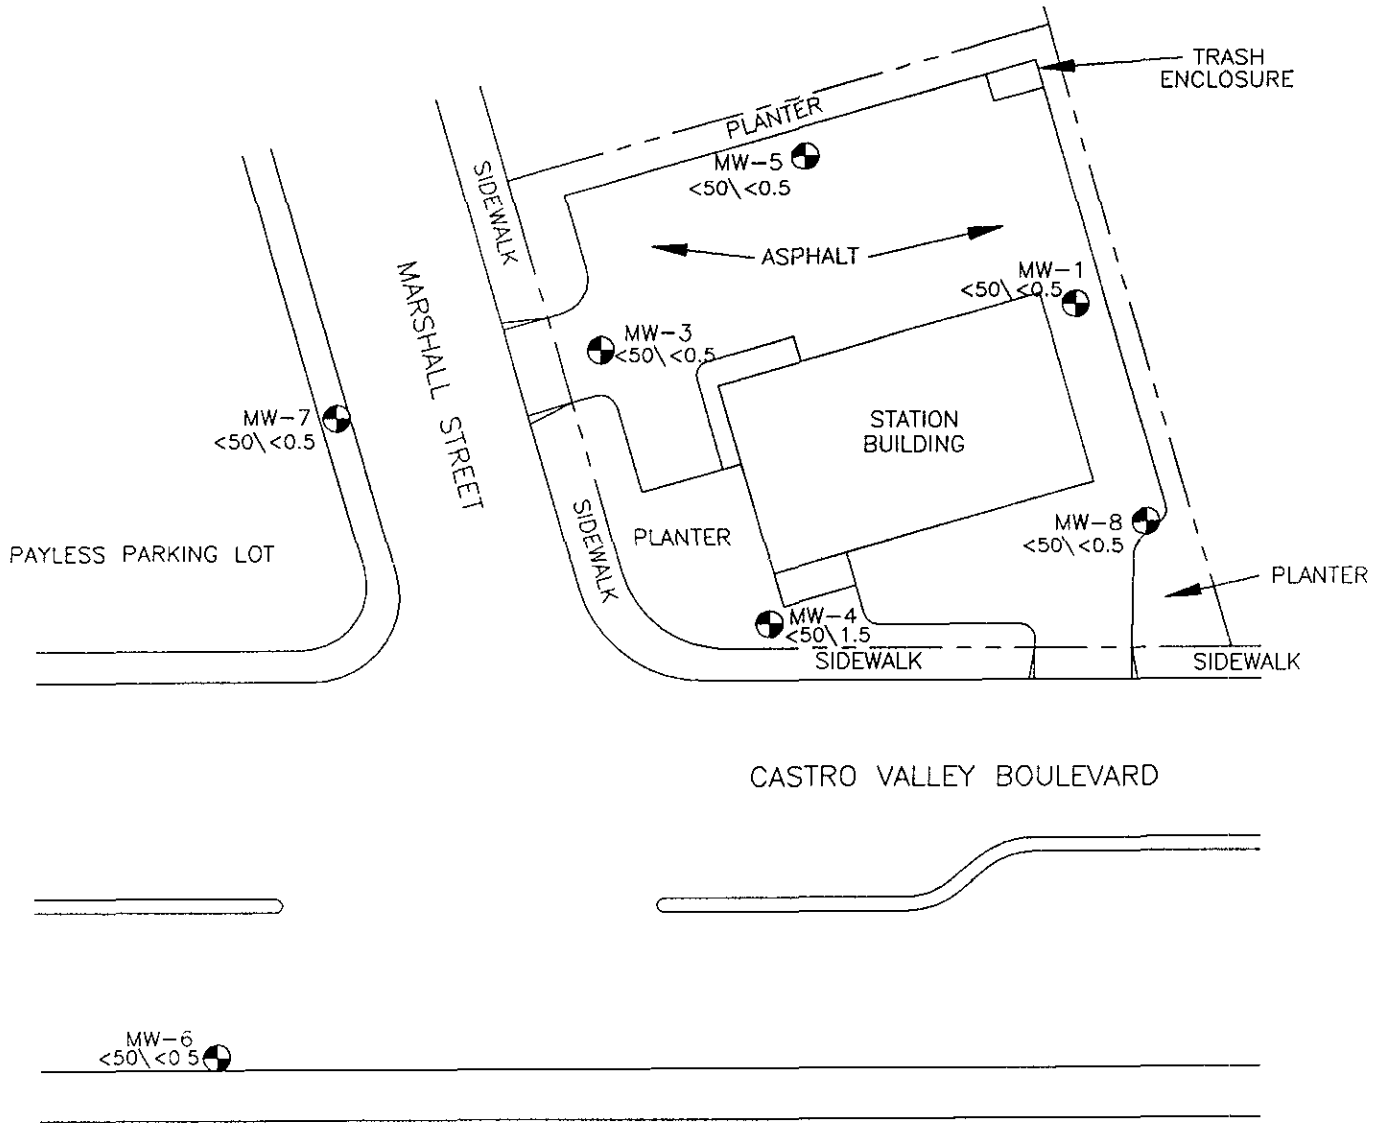 TRASH
ENCLOSURE
PLANTER
MW-5
<50\<0.5
SIDEWALK
ASPHALT
MW-1
<50\<0.5
MARSHALL STREET
MW-3
<50\<0.5
MW-7
<50\<0.5
STATION
BUILDING
SIDEWALK
PLANTER
MW-8
<50\<0.5
PAYLESS PARKING LOT
PLANTER
MW-4
<50\1.5
SIDEWALK
SIDEWALK
CASTRO VALLEY BOULEVARD
MW-6
<50\<0 5